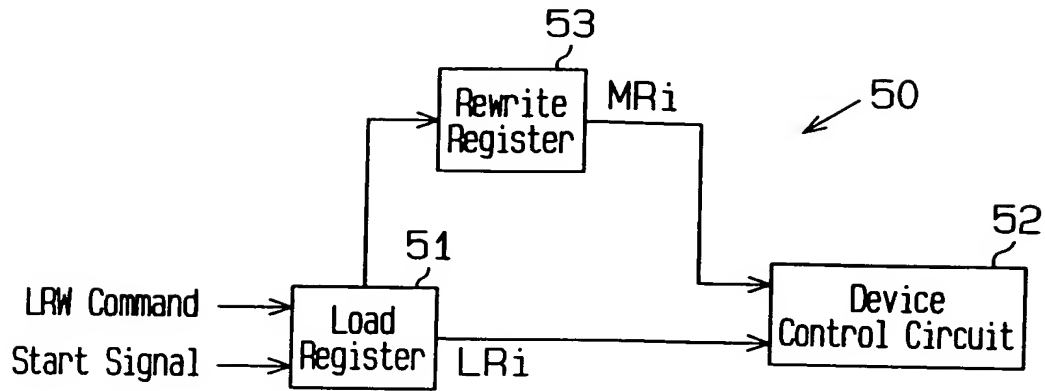 53
Rewrite
Register
MRi
50
51
52
LRW Command
Start Signal
Load
Register
LRi
Device
Control Circuit